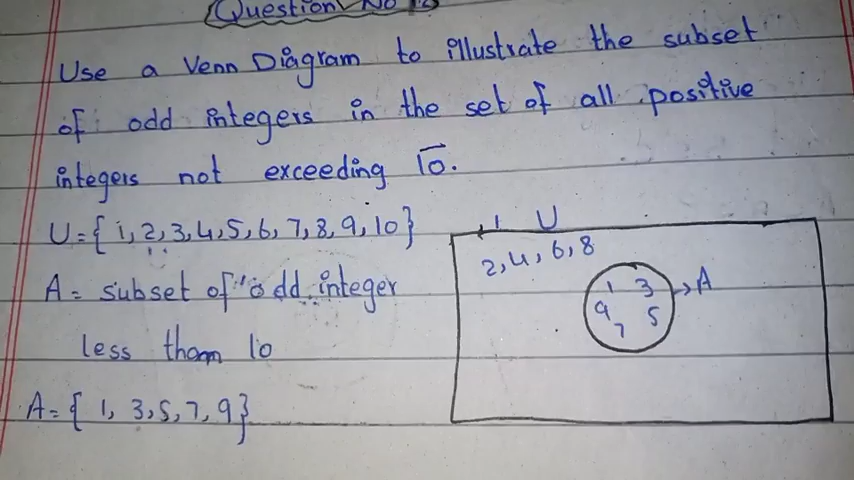 Question No 12
Use a Venn Diagram to illustrate the subset
of odd integers in the set of all positive
integers not exceeding 10.
U={1,2,3,4,5,6,7,8,9,10}
A= subset of odd integer
less than 10
A={ 1, 3,5,7,9}
U
2,4,6,8
1 3
A
9 5
7